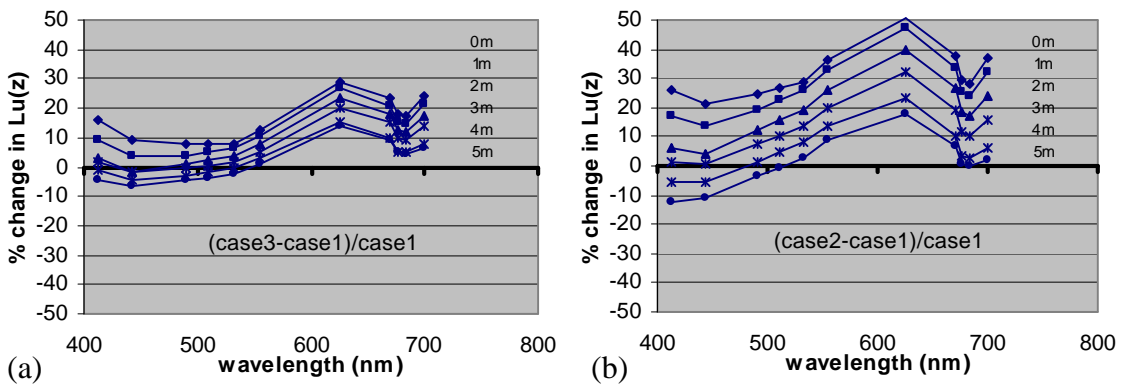 50
40
30
20
10
0
-10
-20
-30
-40
-50
% change in Lu(z)
0m
1m
2m
3m
4m
5m
(case3-case1)/case1
400
500
600
700
800
wavelength (nm)
(a)
50
40
30
20
10
0
-10
-20
-30
-40
-50
% change in Lu(z)
0m
1m
2m
3m
4m
5m
(case2-case1)/case1
400
500
600
700
800
wavelength (nm)
(b)